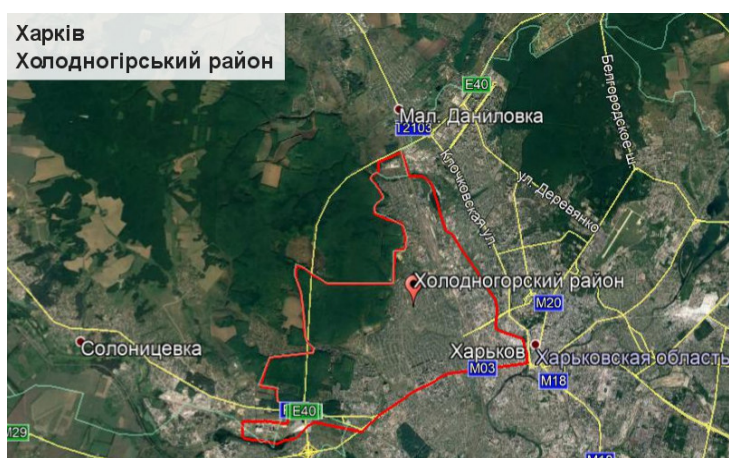 Харків
Холодногірський район
E40
Мал. Даниловка
T2103
Белгородское ш.
Клочковская ул.
ул. Деревянко
Холодногорский район
M20
Солоницевка
Харьков
Харьковская область
M03
M18
E40
M29